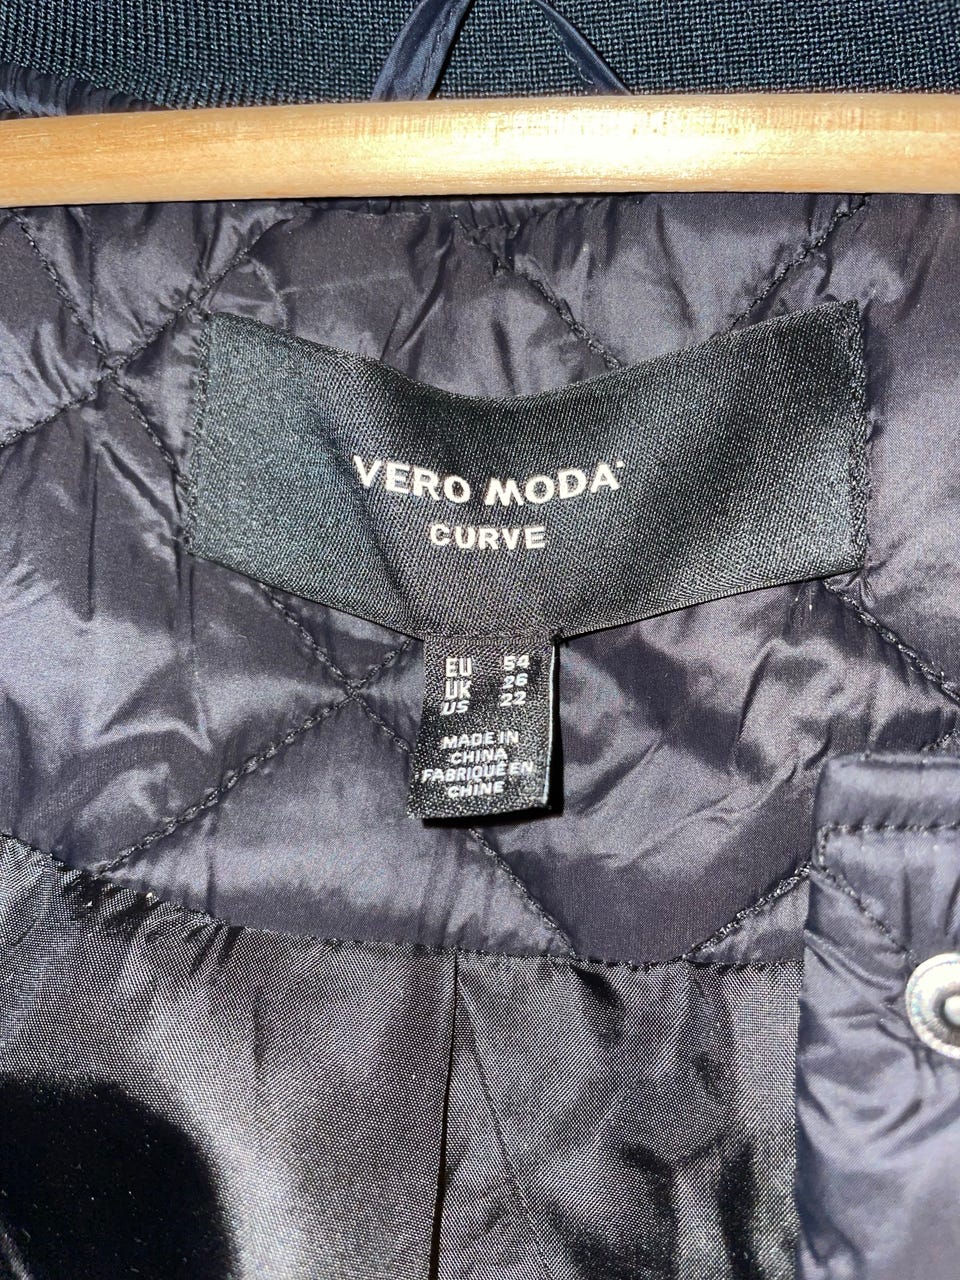 VERO MODA
CURVE
EU 54
UK 26
US 22
MADE IN
CHINA
FABRIQUÉ EN
CHINE